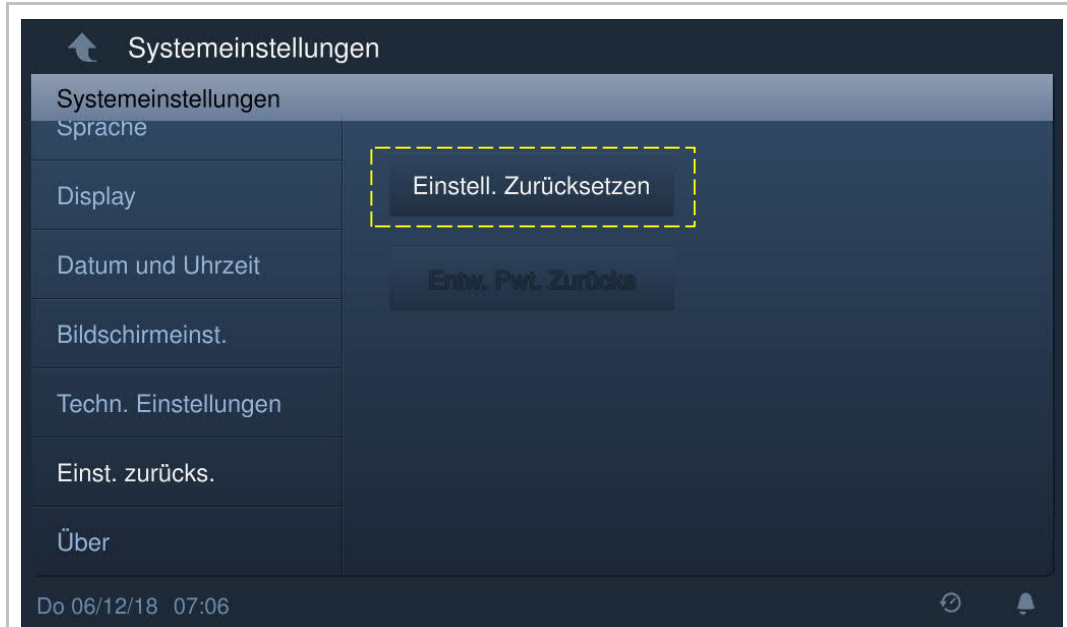 Systemeinstellungen
Systemeinstellungen
Sprache
Display
Datum und Uhrzeit
Bildschirmeinst.
Techn. Einstellungen
Einst. zurücks.
Über
Einstell. Zurücksetzen
Entw. Pwt. Zurücks
Do 06/12/18 07:06